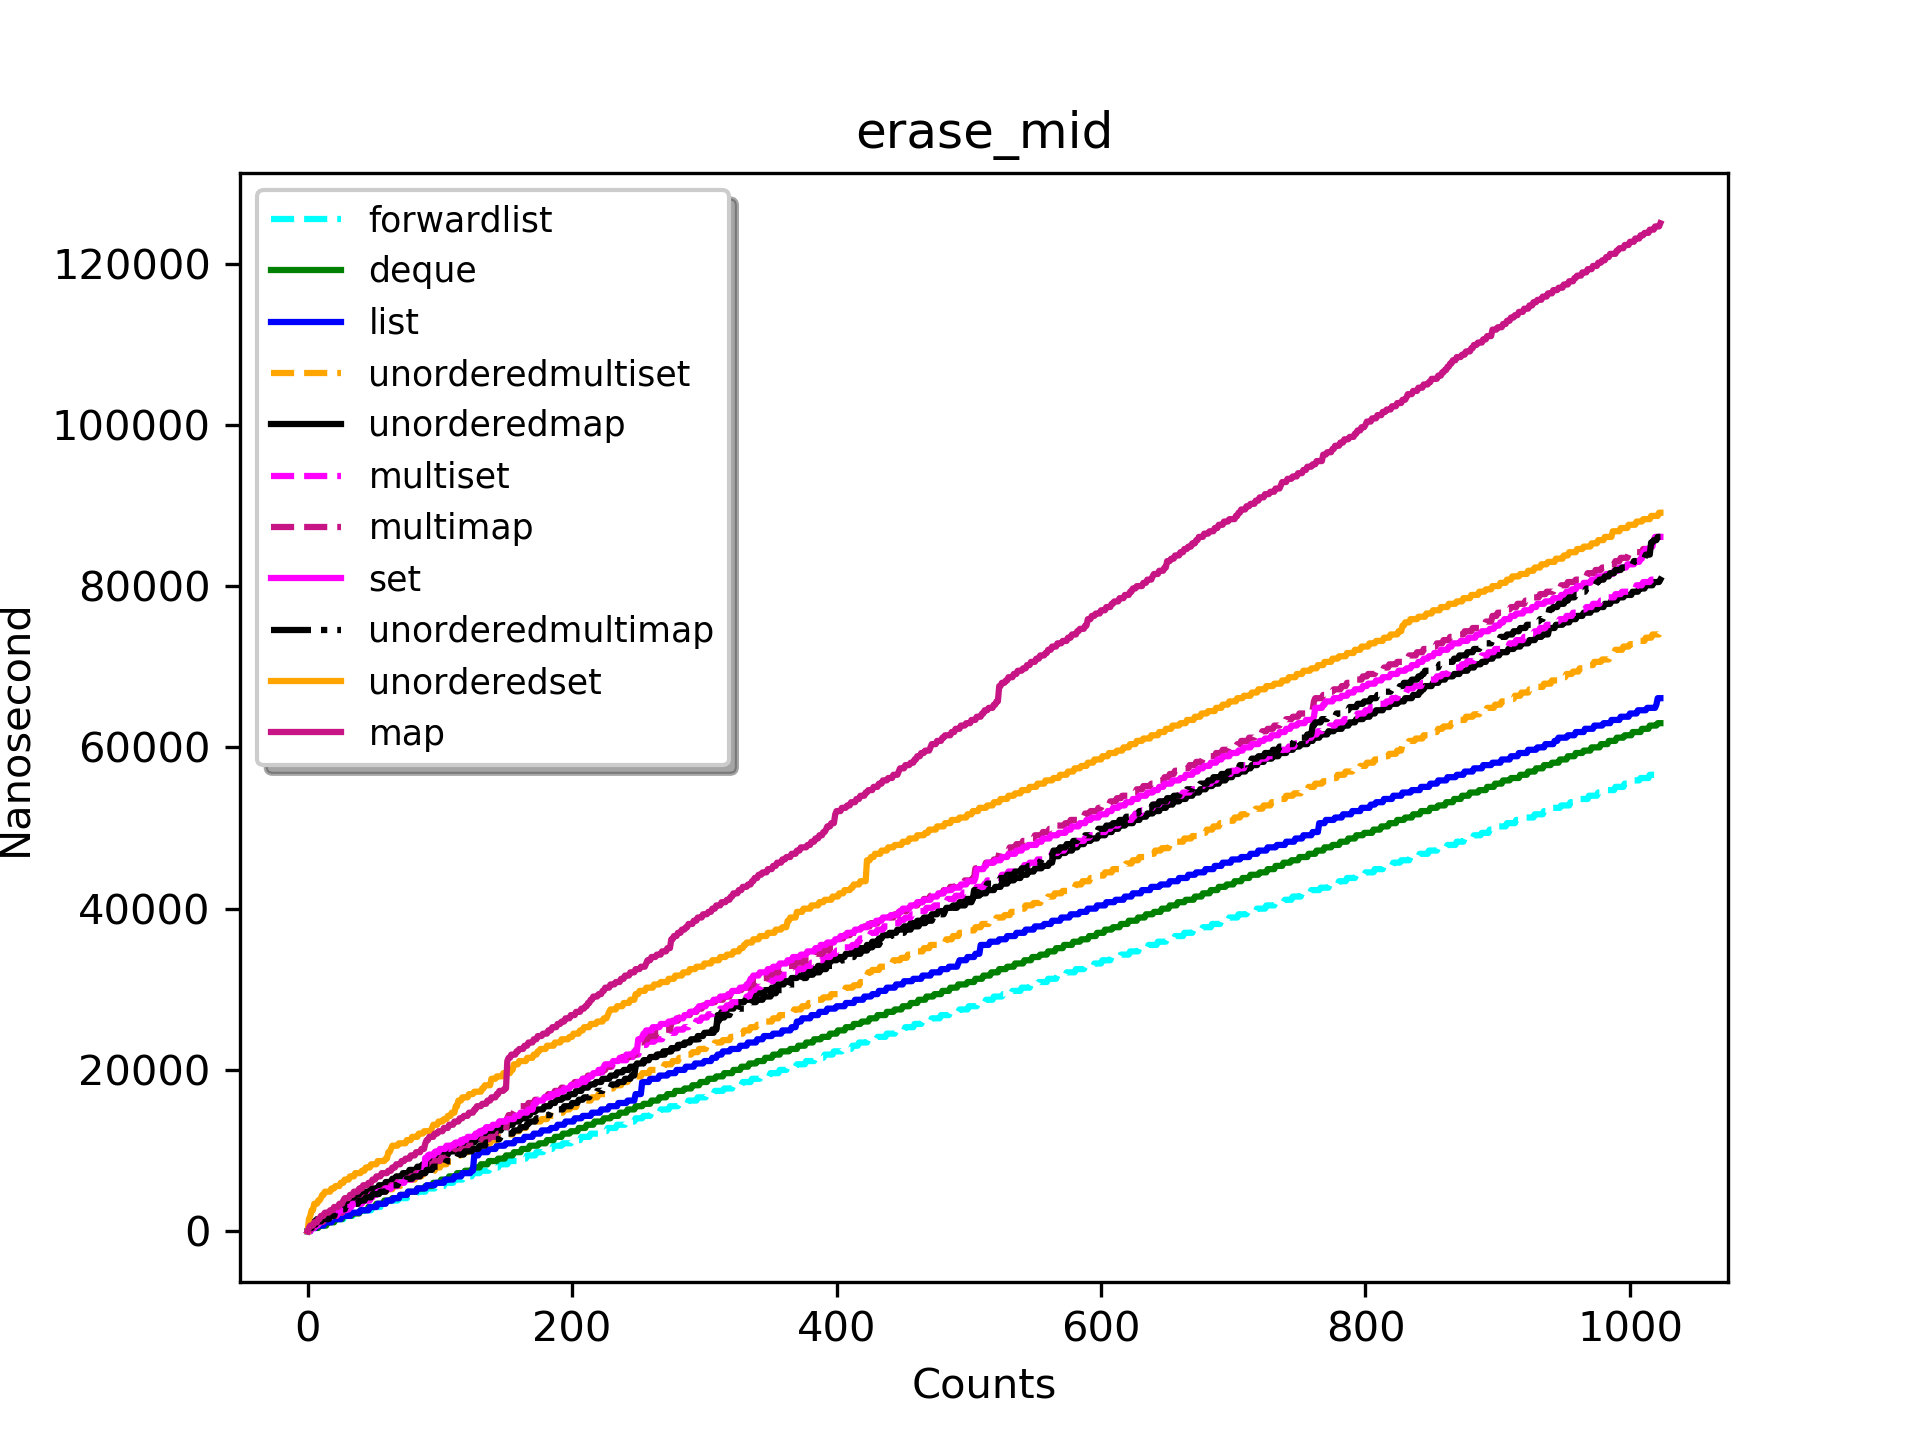 erase_mid
forwardlist
deque
list
unorderedmultiset
unorderedmap
multiset
multimap
set
unorderedmultimap
unorderedset
map
120000
100000
80000
60000
40000
20000
0
Nanosecond
0 200 400 600 800 1000
Counts